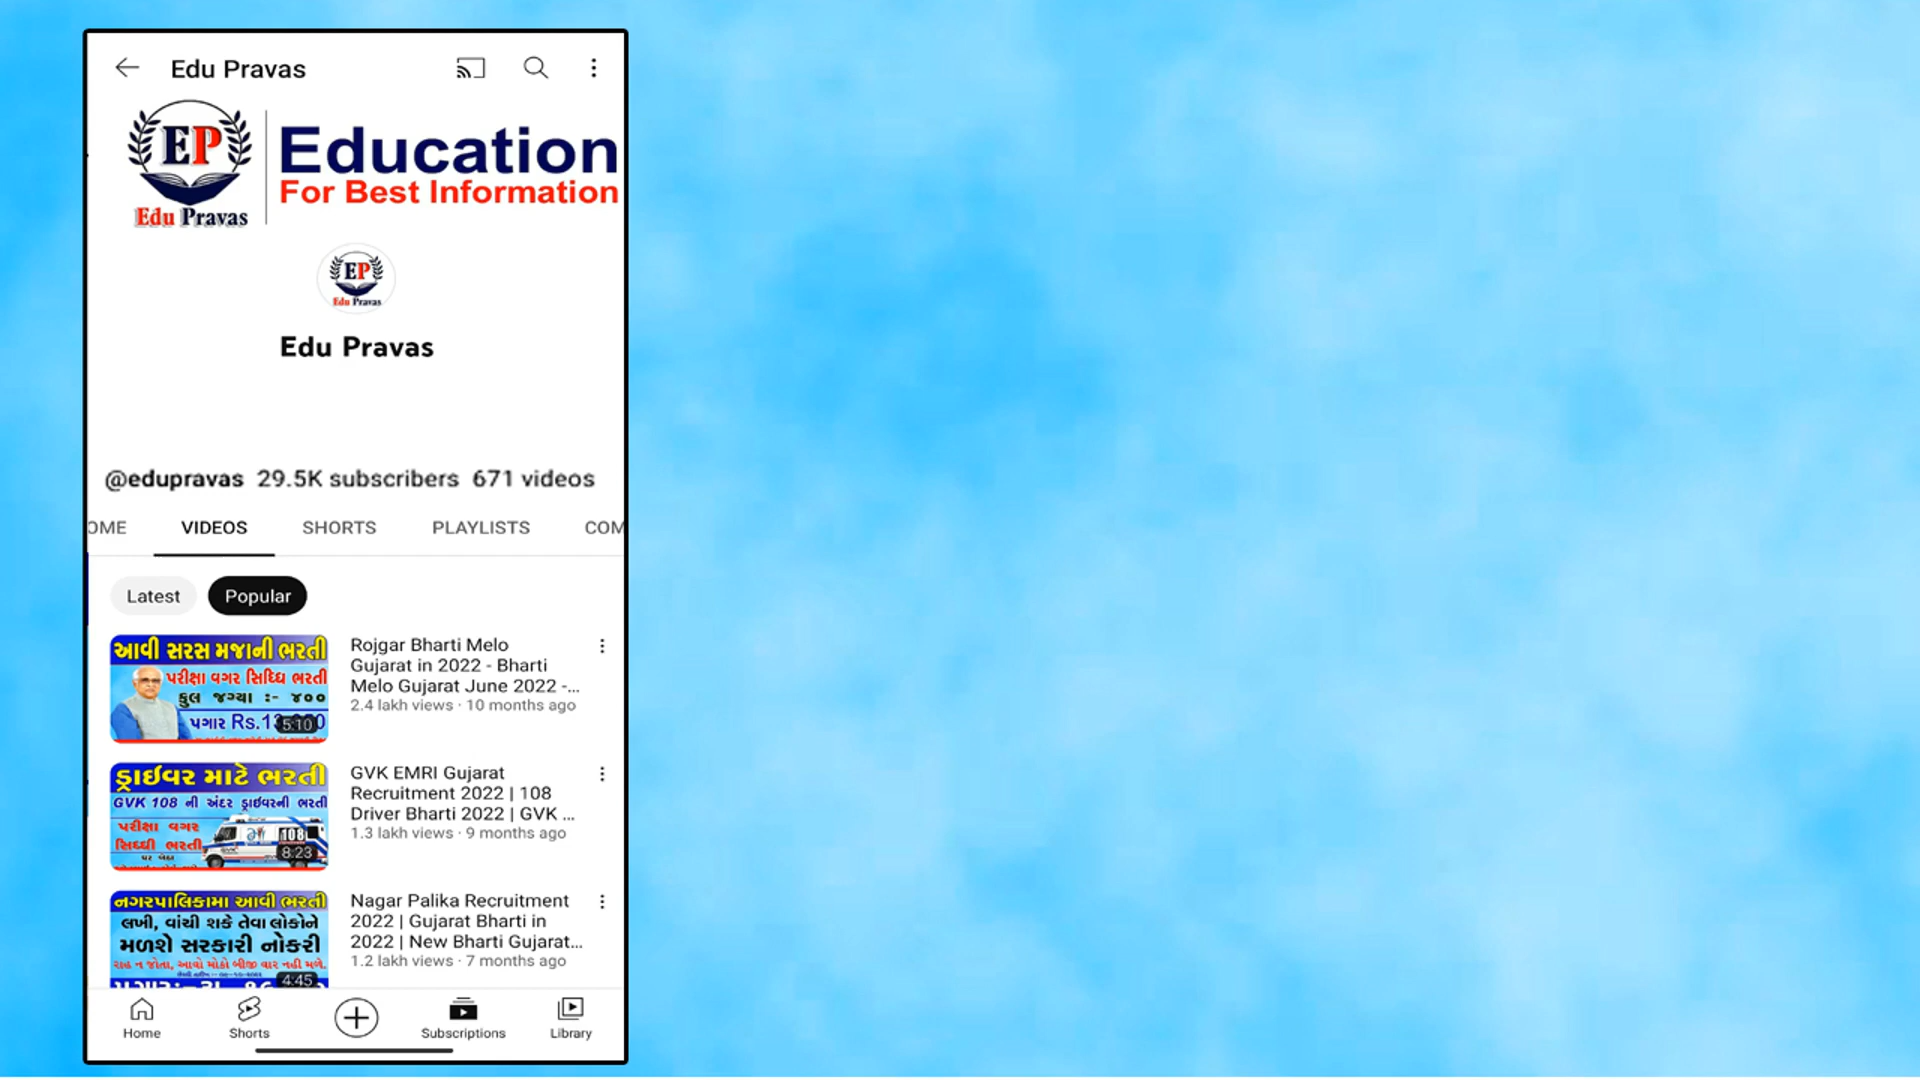 Edu Pravas
EP
Edu Pravas
Education
For Best Information
EP
Edu Pravas
Edu Pravas
@edupravas 29.5K subscribers 671 videos
OME VIDEOS SHORTS PLAYLISTS COM
Latest Popular
આવી સરસ મજાની ભરતી
પરીક્ષા વગર સિધ્ધિ ભરતી
કુલ જગ્યા :- ૪૦૦
પગાર
5:10
Rojgar Bharti Melo
Gujarat in 2022 - Bharti
Melo Gujarat June 2022 -...
2.4 lakh views · 10 months ago
ડ્રાઈવર માટે ભરતી
GVK 108 ની અંદર ડ્રાઈવરની ભરતી
પરીક્ષા વગર
સિધ્ધી ભરતી
108
8:23
GVK EMRI Gujarat
Recruitment 2022 | 108
Driver Bharti 2022 | GVK ...
1.3 lakh views · 9 months ago
નગરપાલિકામા આવી ભરતી
લખી, વાંચી શકે તેવા લોકોને
મળશે સરકારી નોકરી
રાહ ન જોતા, આવો મોકો બીજી વાર નહી મળે.
4:45
Nagar Palika Recruitment
2022 | Gujarat Bharti in
2022 | New Bharti Gujarat...
1.2 lakh views · 7 months ago
Home Shorts Subscriptions Library